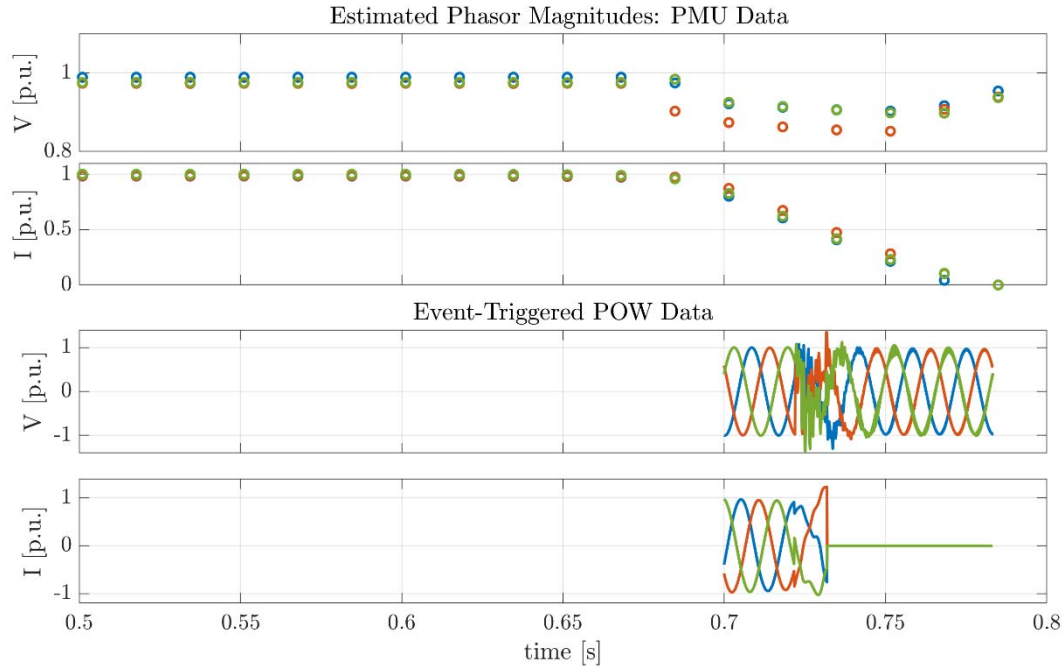 Estimated Phasor Magnitudes: PMU Data
V [p.u.]
1
0.8
I [p.u.]
1
0.5
0
Event-Triggered POW Data
V [p.u.]
1
0
-1
I [p.u.]
1
0
-1
0.5 0.55 0.6 0.65 0.7 0.75 0.8
time [s]